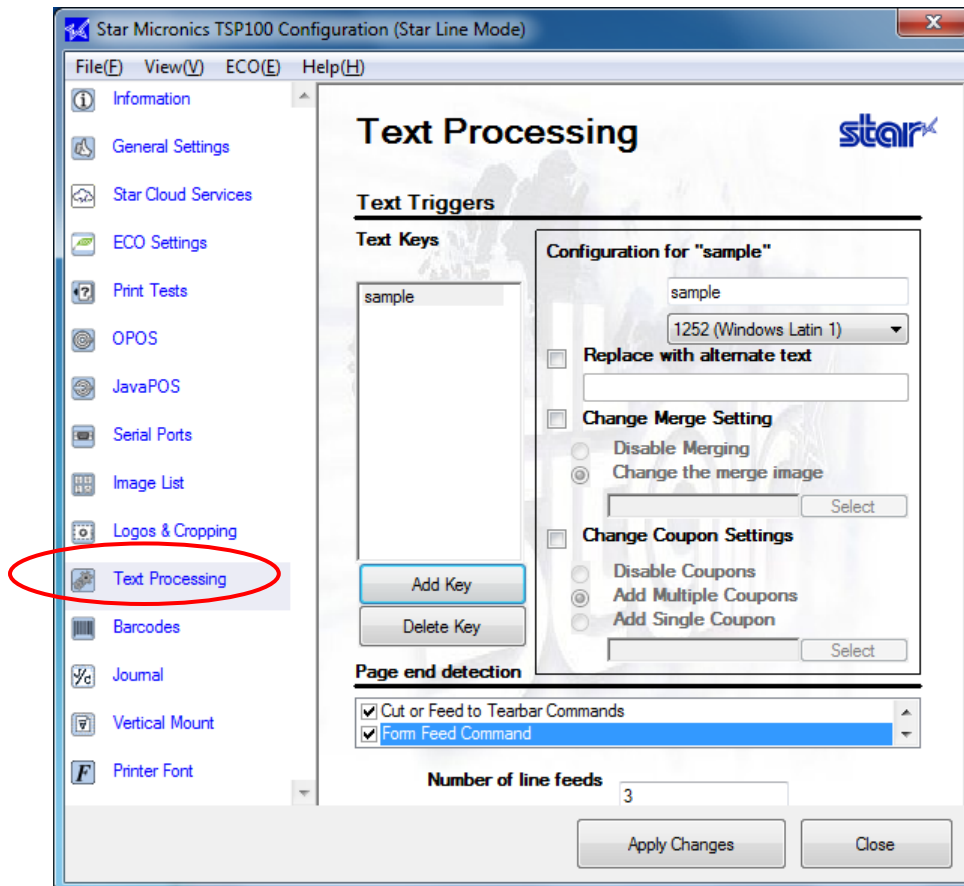 Star Micronics TSP100 Configuration (Star Line Mode)
File(F) View(V) ECO(E) Help(H)
Information
General Settings
Star Cloud Services
ECO Settings
Print Tests
OPOS
JavaPOS
Serial Ports
Image List
Logos & Cropping
Text Processing
Barcodes
Journal
Vertical Mount
Printer Font
Text Processing
star
Text Triggers
Text Keys
sample
Add Key
Delete Key
Configuration for "sample"
sample
1252 (Windows Latin 1)
Replace with alternate text
Change Merge Setting
Disable Merging
Change the merge image
Select
Change Coupon Settings
Disable Coupons
Add Multiple Coupons
Add Single Coupon
Select
Page end detection
Cut or Feed to Tearbar Commands
Form Feed Command
Number of line feeds
3
Apply Changes Close